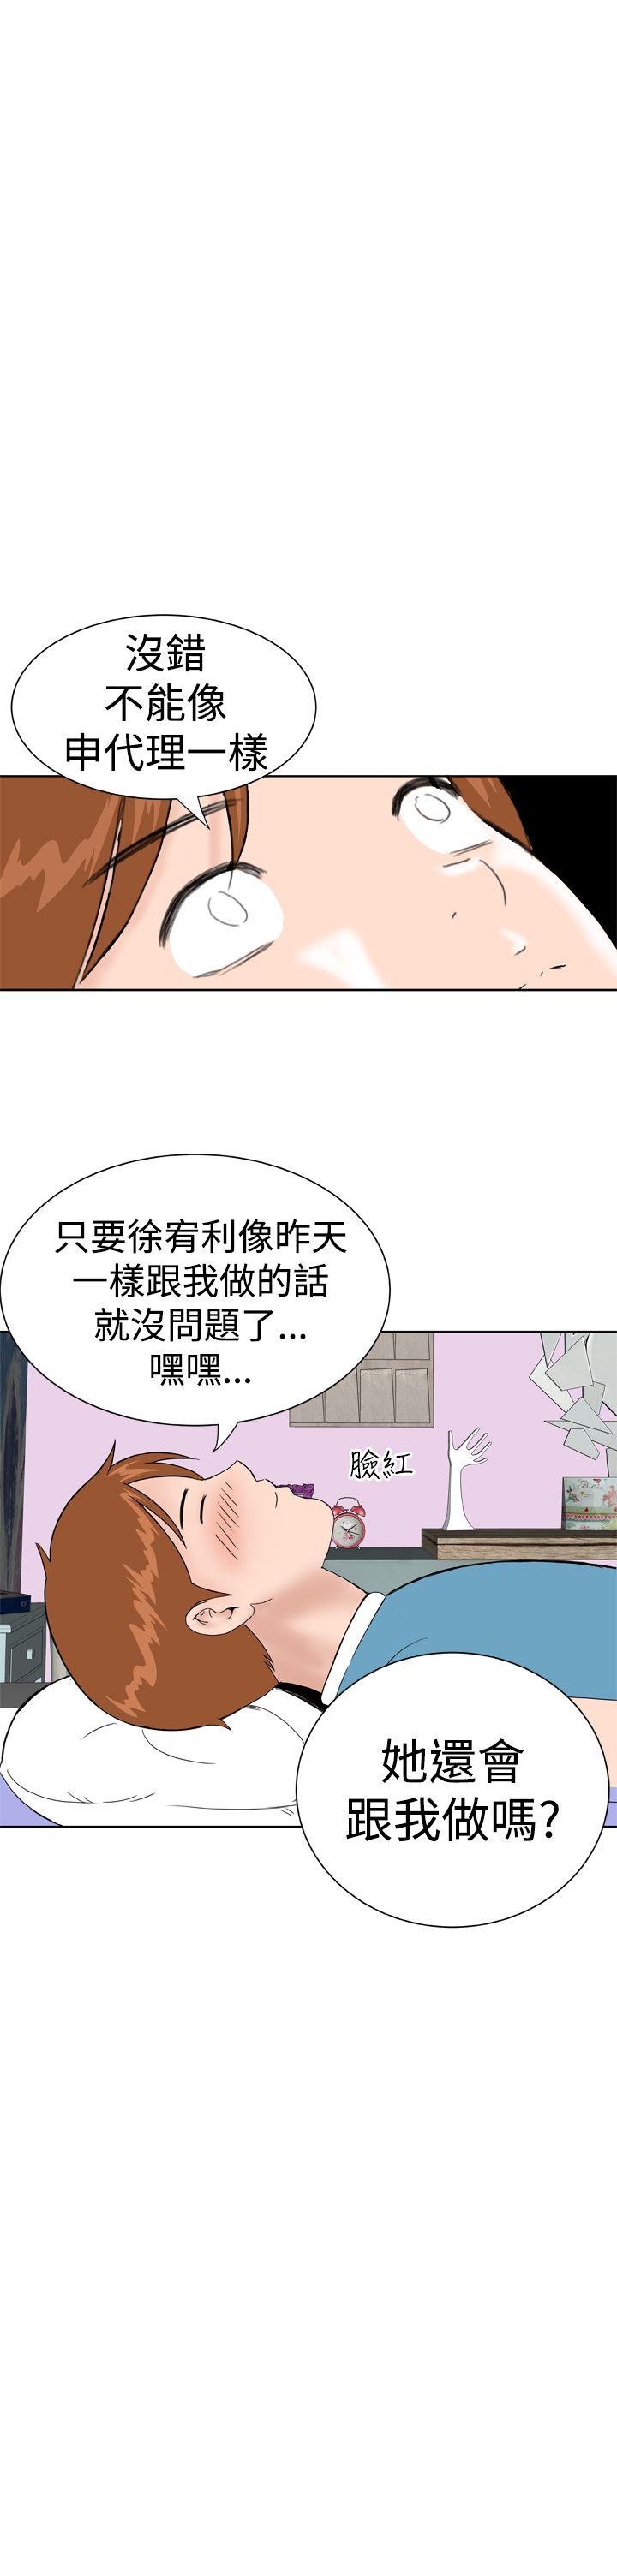 沒錯
不能像
申代理一樣
只要徐宥利像昨天
一樣跟我做的話
就沒問題了...
嘿嘿...
臉紅
她還會
跟我做嗎?